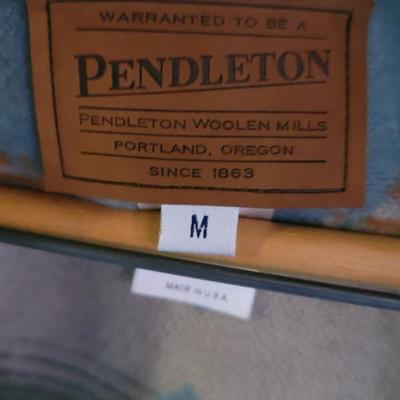 WARRANTED TO BE A
PENDLETON
PENDLETON WOOLEN MILLS
PORTLAND, OREGON
SINCE 1863
M
MADE IN U.S.A.